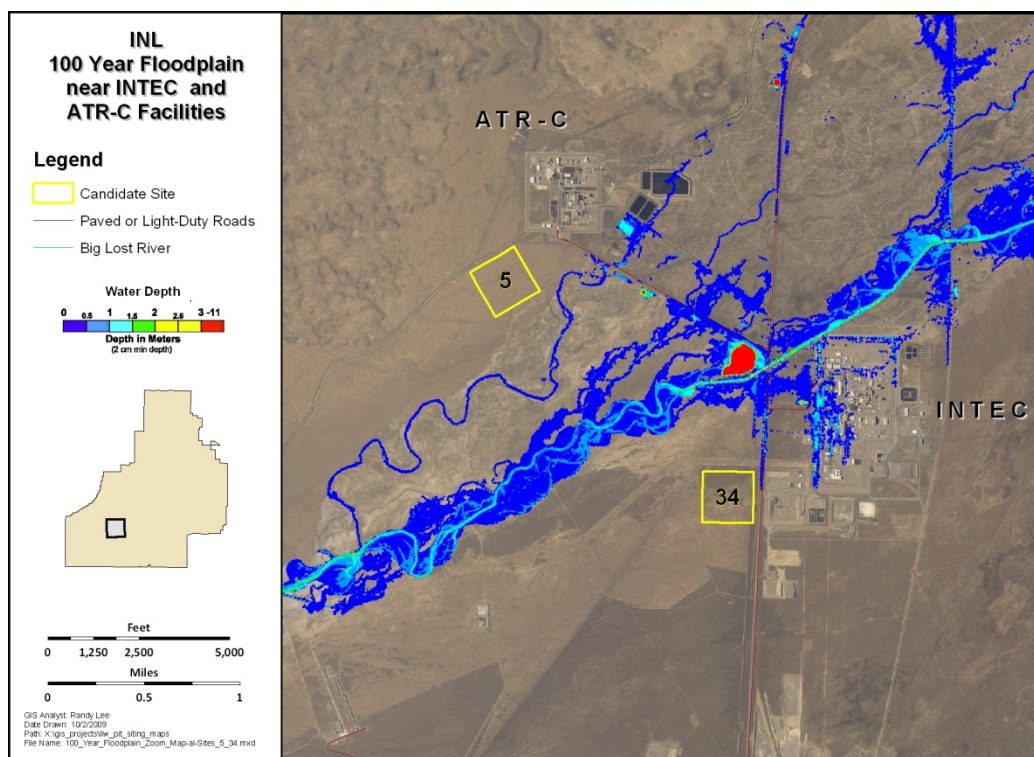 INL
100 Year Floodplain
near INTEC and
ATR-C Facilities
Legend
Candidate Site
Paved or Light-Duty Roads
Big Lost River
Water Depth
0 0.5 1 1.5 2 2.5 3 -11
Depth in Meters
(2 cm min depth)
Feet
0 1,250 2,500 5,000
Miles
0 0.5 1
GIS Analyst: Randy Lee
Date Drawn: 10/2/2009
Path: X:\gis_projects\llw_pit_siting_maps
File Name: 100_Year_Floodplain_Zoom_Map-al-Sites_5_34.mxd
ATR-C
5
INTEC
34